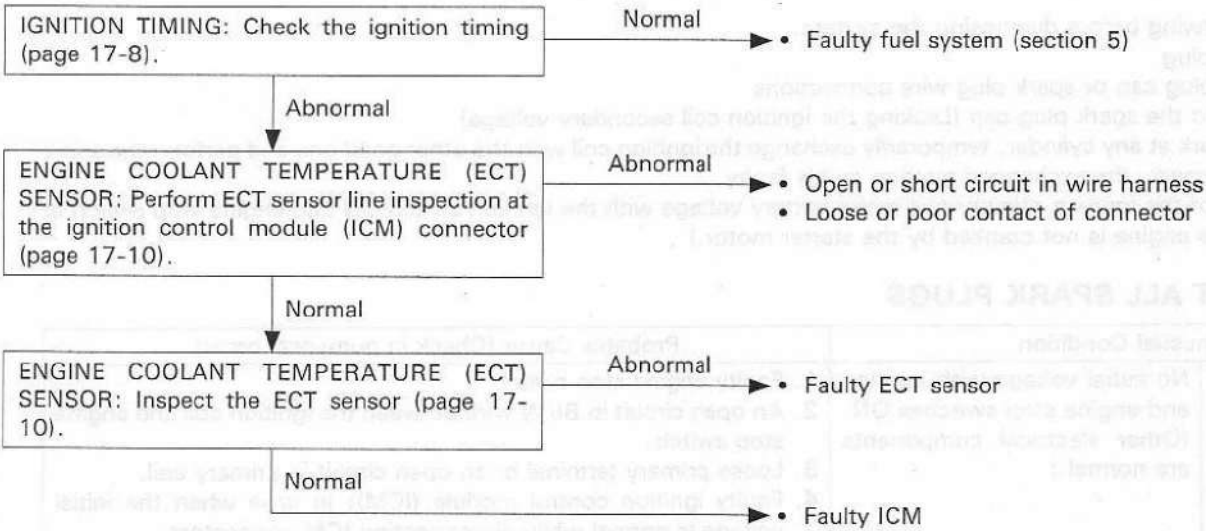 IGNITION TIMING: Check the ignition timing
(page 17-8).
Normal
• Faulty fuel system (section 5)
Abnormal
ENGINE COOLANT TEMPERATURE (ECT)
SENSOR: Perform ECT sensor line inspection at
the ignition control module (ICM) connector
(page 17-10).
Abnormal
• Open or short circuit in wire harness
• Loose or poor contact of connector
Normal
ENGINE COOLANT TEMPERATURE (ECT)
SENSOR: Inspect the ECT sensor (page 17-
10).
Abnormal
• Faulty ECT sensor
Normal
• Faulty ICM